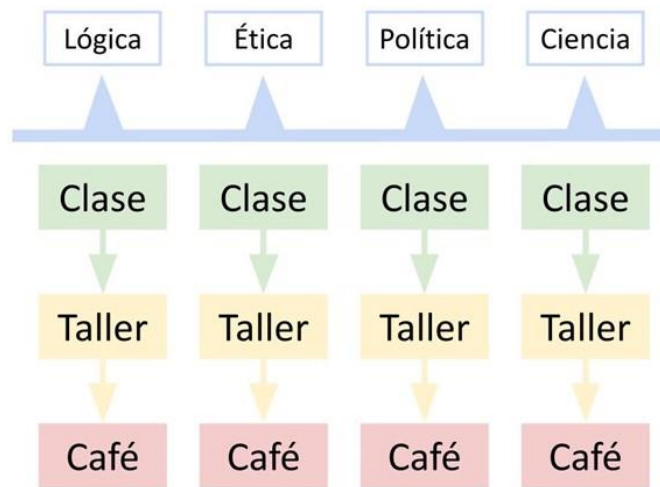 Lógica
Ética
Política
Ciencia
Clase
Clase
Clase
Clase
Taller
Taller
Taller
Taller
Café
Café
Café
Café